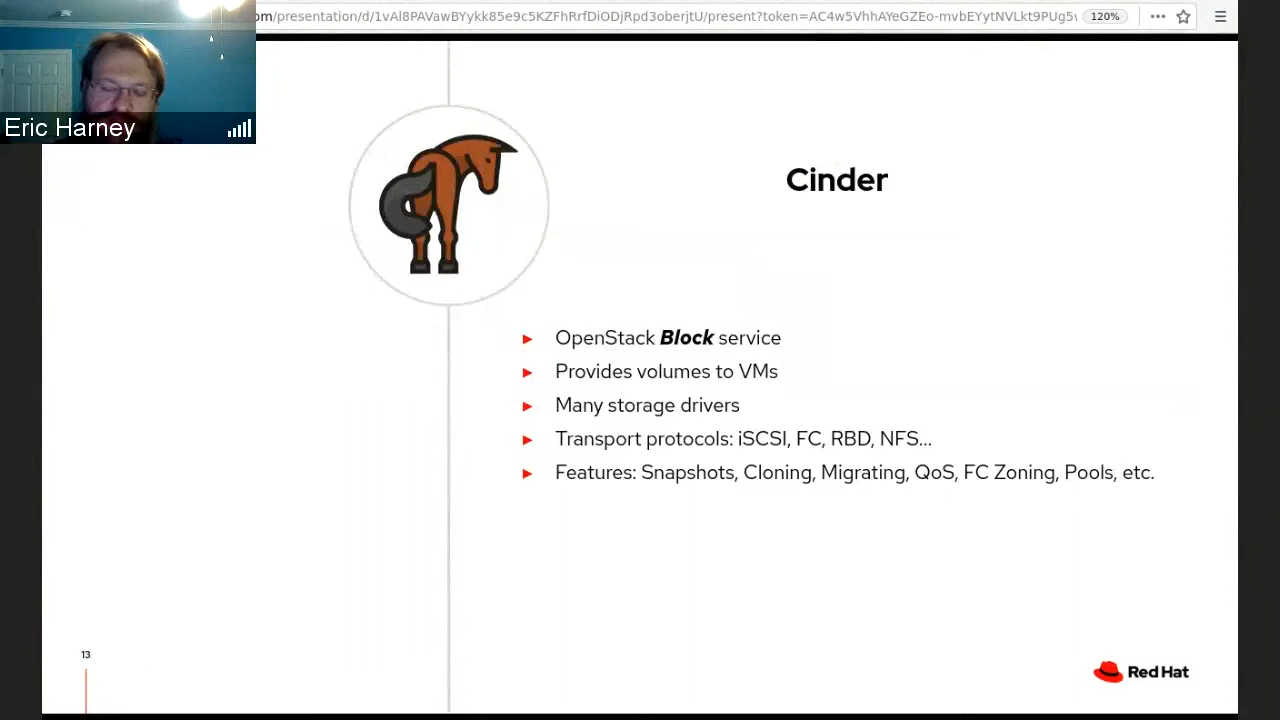 om/presentation/d/1vAl8PAVawBYykk85e9c5KZFhRrfDiODjRpd3oberjtU/present?token=AC4w5VhhAYeGZEo-mvbEYytNVLkt9PUg5v
120%
Eric Harney
Cinder
► OpenStack Block service
► Provides volumes to VMs
► Many storage drivers
► Transport protocols: iSCSI, FC, RBD, NFS...
► Features: Snapshots, Cloning, Migrating, QoS, FC Zoning, Pools, etc.
13
Red Hat